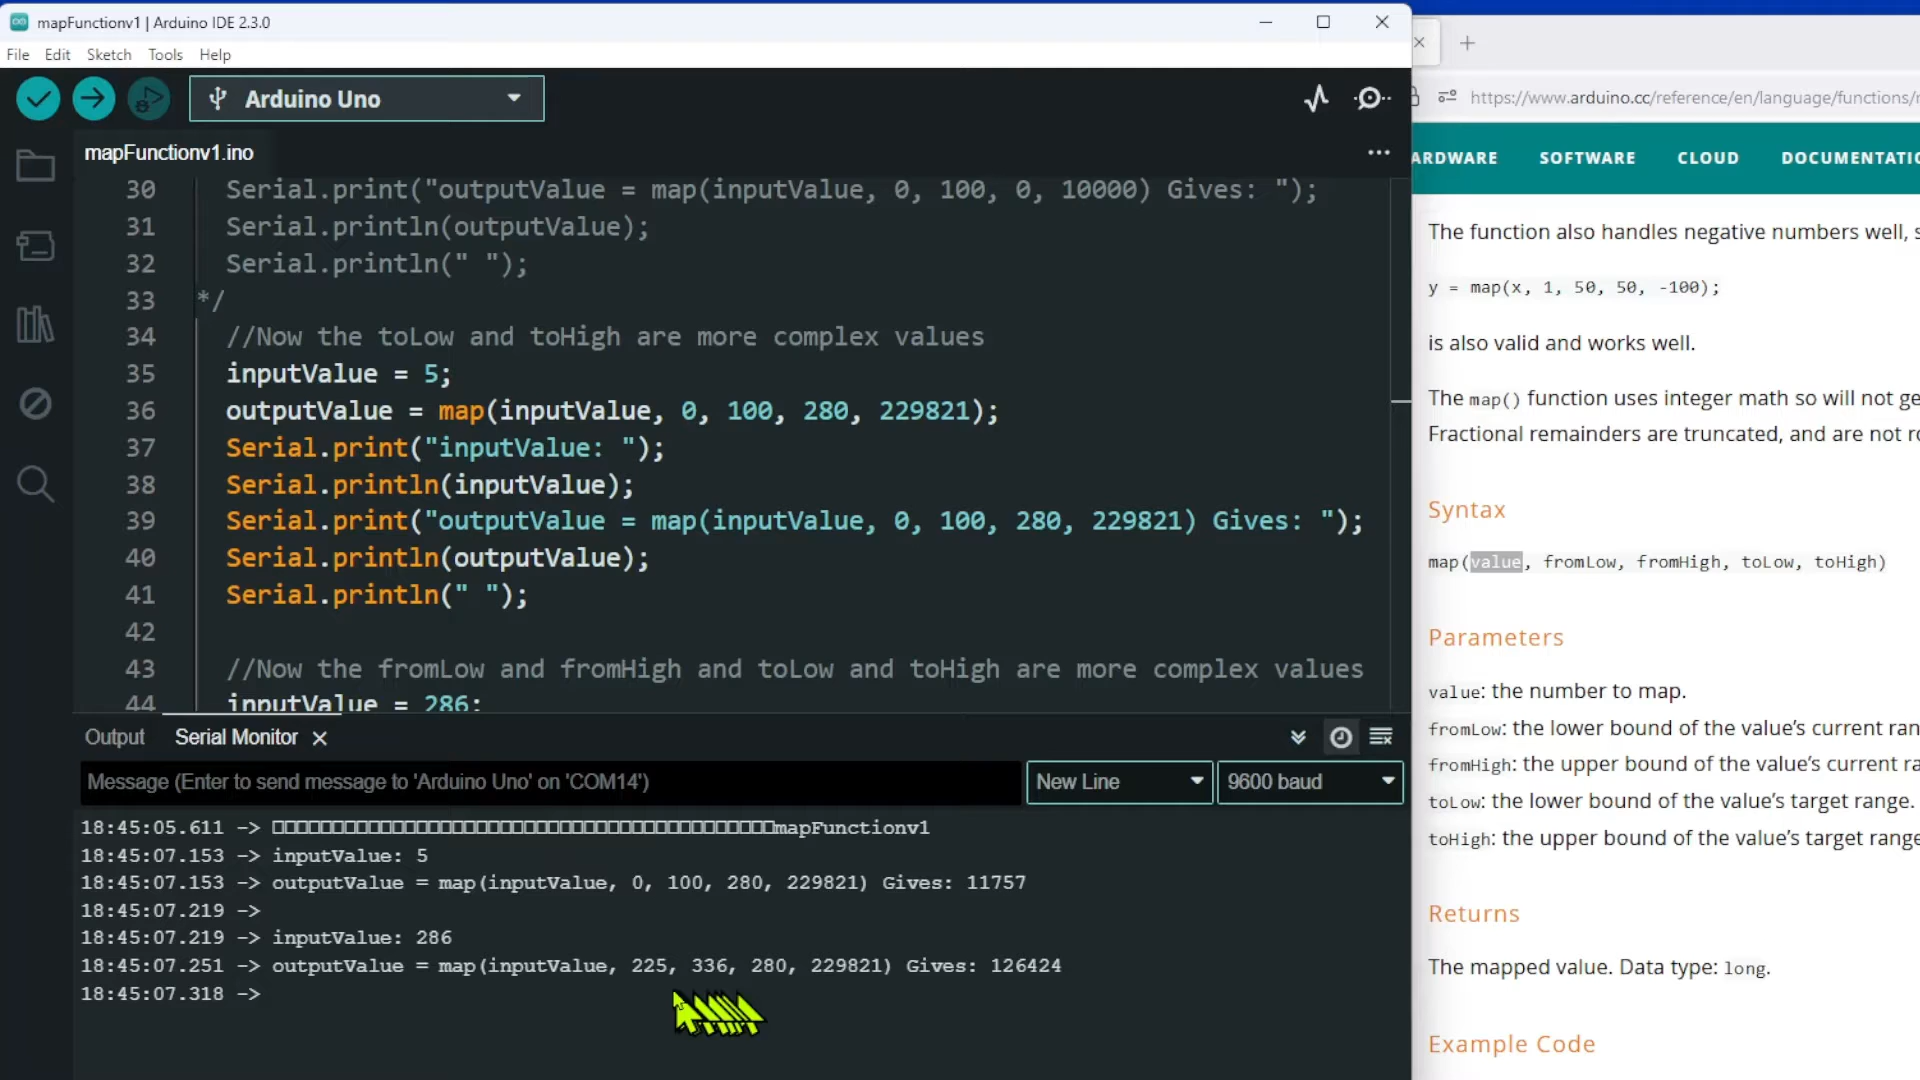 mapFunctionv1 | Arduino IDE 2.3.0
File Edit Sketch Tools Help
Arduino Uno
mapFunctionv1.ino
30 Serial.print("outputValue = map(inputValue, 0, 100, 0, 10000) Gives: ");
31 Serial.println(outputValue);
32 Serial.println(" ");
33 */
34 //Now the toLow and toHigh are more complex values
35 inputValue = 5;
36 outputValue = map(inputValue, 0, 100, 280, 229821);
37 Serial.print("inputValue: ");
38 Serial.println(inputValue);
39 Serial.print("outputValue = map(inputValue, 0, 100, 280, 229821) Gives: ");
40 Serial.println(outputValue);
41 Serial.println(" ");
42
43 //Now the fromLow and fromHigh and toLow and toHigh are more complex values
44 inputValue = 286;
Output Serial Monitor
Message (Enter to send message to 'Arduino Uno' on 'COM14')
New Line
9600 baud
18:45:05.611 -> mapFunctionv1
18:45:07.153 -> inputValue: 5
18:45:07.153 -> outputValue = map(inputValue, 0, 100, 280, 229821) Gives: 11757
18:45:07.219 ->
18:45:07.219 -> inputValue: 286
18:45:07.251 -> outputValue = map(inputValue, 225, 336, 280, 229821) Gives: 126424
18:45:07.318 ->
https://www.arduino.cc/reference/en/language/functions/
ARDWARE SOFTWARE CLOUD DOCUMENTATIO
The function also handles negative numbers well, s
y = map(x, 1, 50, 50, -100);
is also valid and works well.
The map() function uses integer math so will not ge
Fractional remainders are truncated, and are not ro
Syntax
map(value, fromLow, fromHigh, toLow, toHigh)
Parameters
value: the number to map.
fromLow: the lower bound of the value's current ran
fromHigh: the upper bound of the value's current ra
toLow: the lower bound of the value's target range.
toHigh: the upper bound of the value's target range
Returns
The mapped value. Data type: long.
Example Code